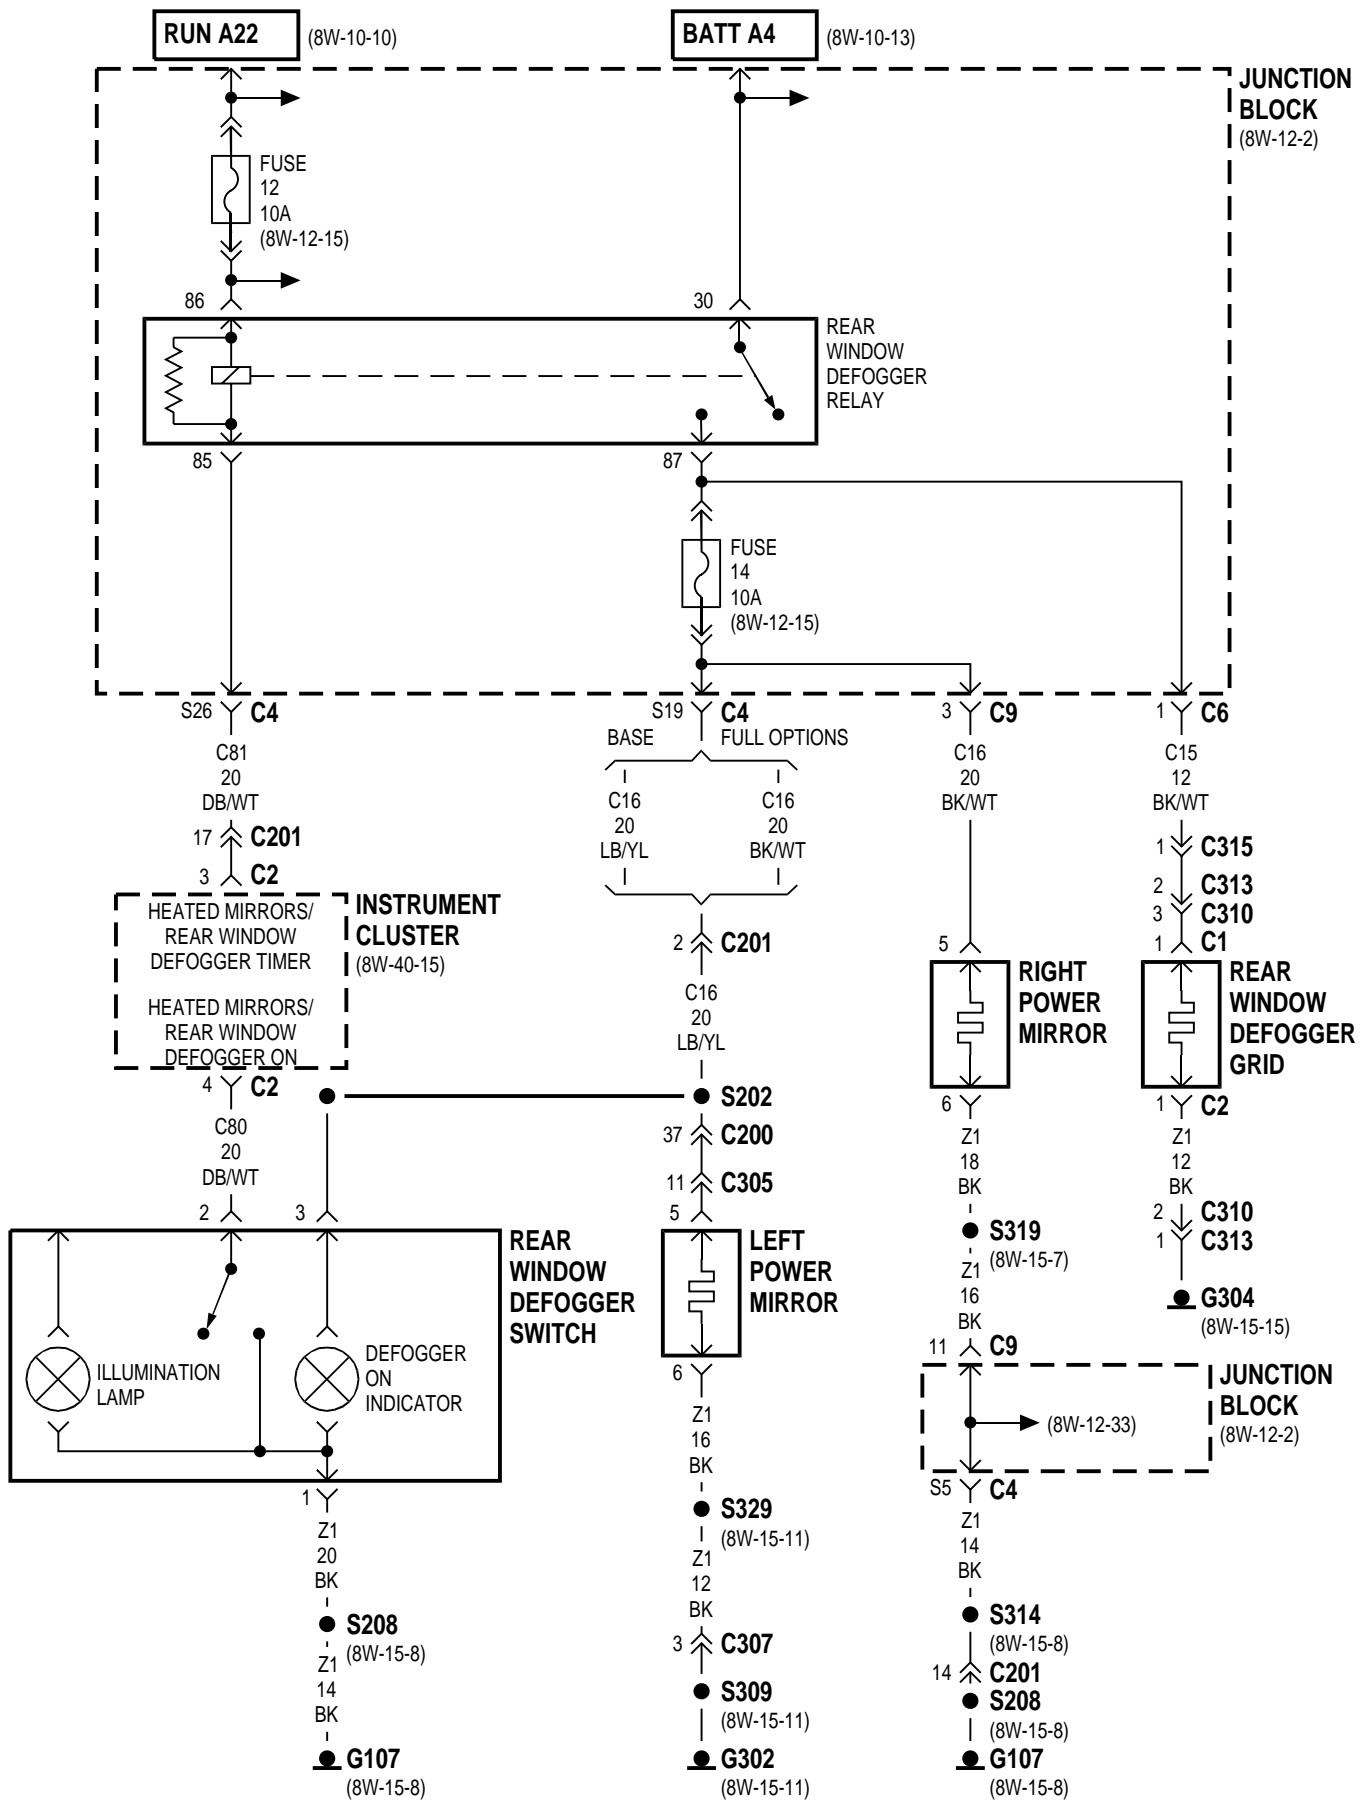 RUN A22
(8W-10-10)
BATT A4
(8W-10-13)
JUNCTION
BLOCK
(8W-12-2)
FUSE
12
10A
(8W-12-15)
86
30
REAR
WINDOW
DEFOGGER
RELAY
85
87
FUSE
14
10A
(8W-12-15)
S26
C4
S19
C4
3
C9
1
C6
BASE
FULL OPTIONS
C81
20
DB/WT
C16
20
LB/YL
C16
20
BK/WT
C16
20
BK/WT
C15
12
BK/WT
17
C201
3
C2
1
C315
2
C313
3
C310
1
C1
HEATED MIRRORS/
REAR WINDOW
DEFOGGER TIMER
HEATED MIRRORS/
REAR WINDOW
DEFOGGER ON
INSTRUMENT
CLUSTER
(8W-40-15)
2
C201
C16
20
LB/YL
5
RIGHT
POWER
MIRROR
REAR
WINDOW
DEFOGGER
GRID
4
C2
S202
6
1
C2
C80
20
DB/WT
37
C200
11
C305
Z1
18
BK
Z1
12
BK
2
3
5
S319
(8W-15-7)
2
C310
1
C313
REAR
WINDOW
DEFOGGER
SWITCH
LEFT
POWER
MIRROR
Z1
16
BK
G304
(8W-15-15)
ILLUMINATION
LAMP
DEFOGGER
ON
INDICATOR
11
C9
6
JUNCTION
BLOCK
(8W-12-2)
(8W-12-33)
Z1
16
BK
1
S5
C4
Z1
20
BK
S329
(8W-15-11)
Z1
14
BK
Z1
12
BK
S208
(8W-15-8)
S314
(8W-15-8)
3
C307
Z1
14
BK
14
C201
S309
(8W-15-11)
S208
(8W-15-8)
G107
(8W-15-8)
G302
(8W-15-11)
G107
(8W-15-8)